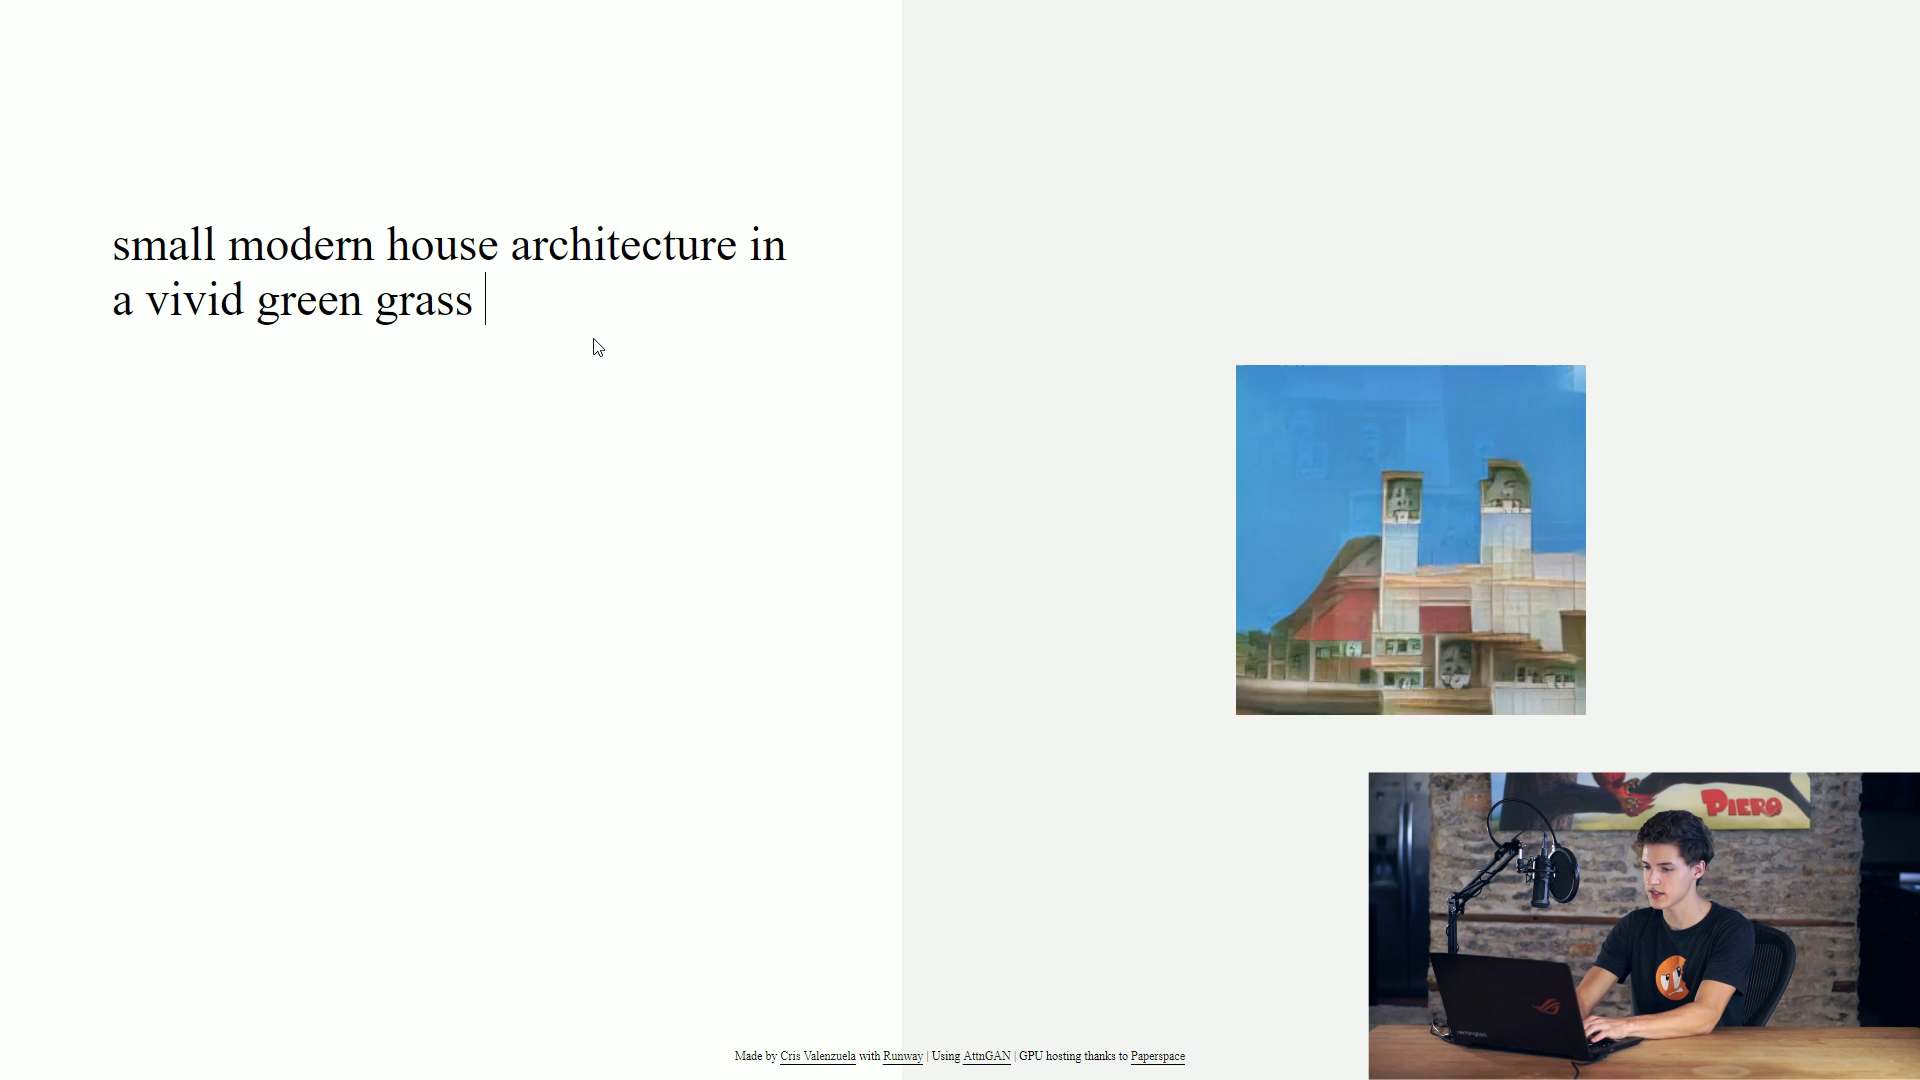 small modern house architecture in
a vivid green grass
PIERO
Made by Cris Valenzuela with Runway | Using AttnGAN | GPU hosting thanks to Paperspace